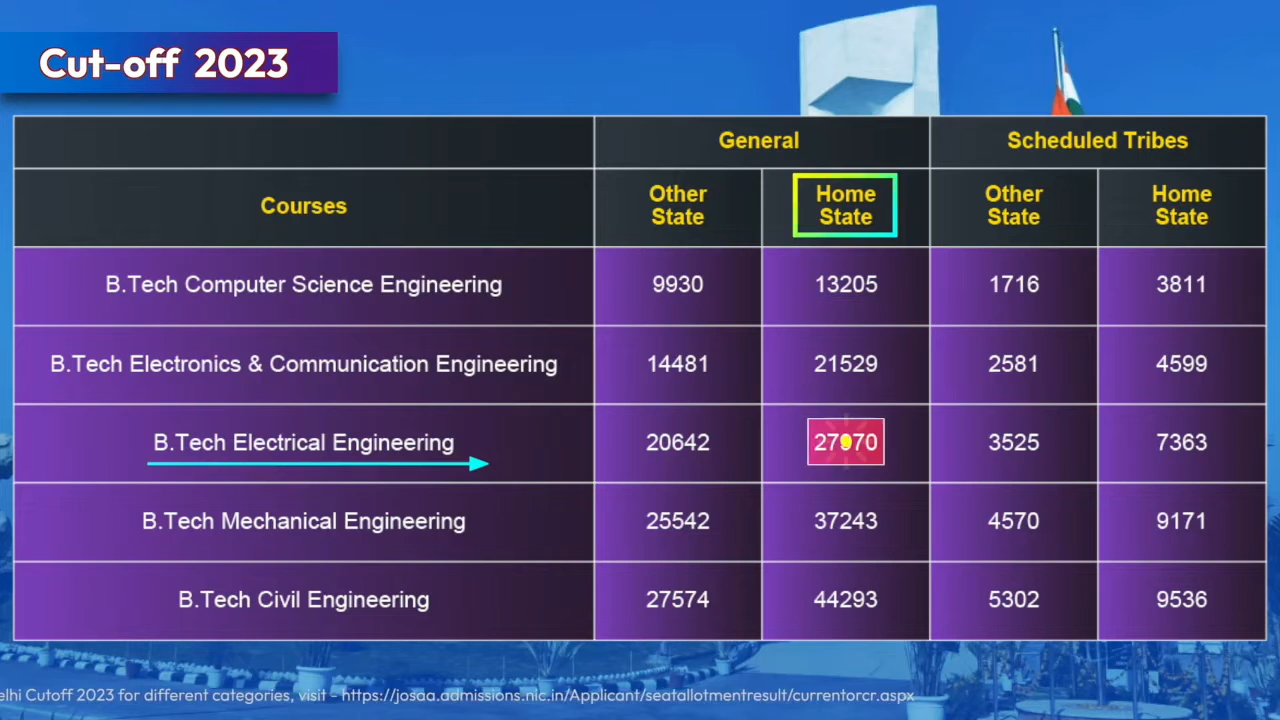 Cut-off 2023
General Scheduled Tribes
Courses Other State Home State Other State Home State
B.Tech Computer Science Engineering 9930 13205 1716 3811
B.Tech Electronics & Communication Engineering 14481 21529 2581 4599
B.Tech Electrical Engineering 20642 27970 3525 7363
B.Tech Mechanical Engineering 25542 37243 4570 9171
B.Tech Civil Engineering 27574 44293 5302 9536
elhi Cutoff 2023 for different categories, visit - https://josaa.admissions.nic.in/Applicant/seatallotmentresult/currentorcr.aspx